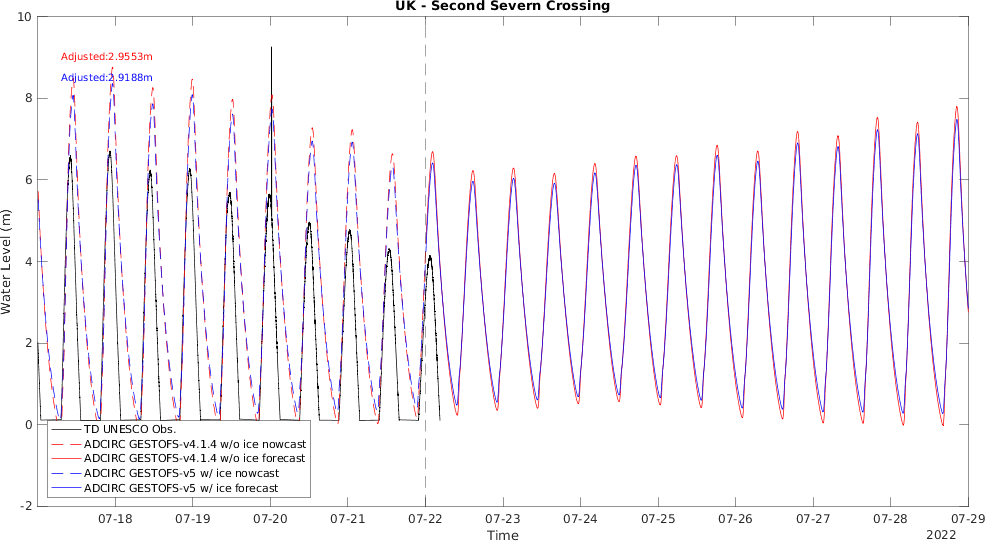 UK - Second Severn Crossing
10
8
6
4
2
0
-2
Water Level (m)
Adjusted:2.9553m
Adjusted:2.9188m
TD UNESCO Obs.
ADCIRC GESTOFS-v4.1.4 w/o ice nowcast
ADCIRC GESTOFS-v4.1.4 w/o ice forecast
ADCIRC GESTOFS-v5 w/ ice nowcast
ADCIRC GESTOFS-v5 w/ ice forecast
07-18 07-19 07-20 07-21 07-22 07-23 07-24 07-25 07-26 07-27 07-28 07-29
Time
2022